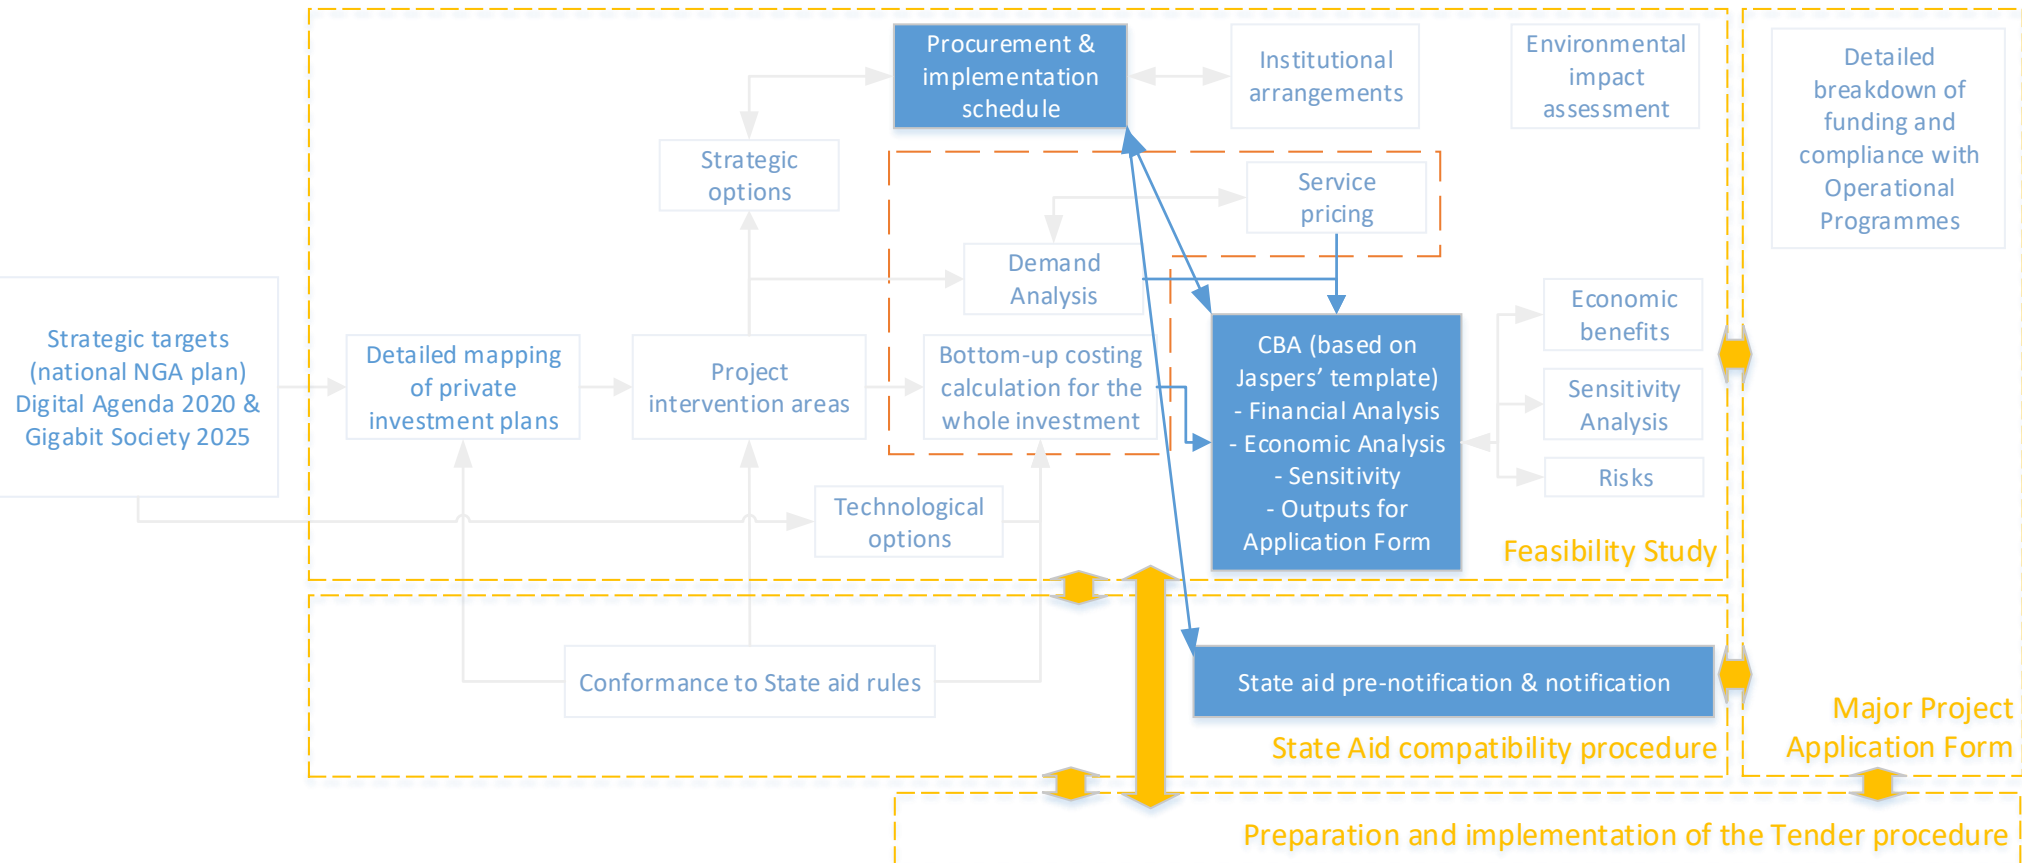 Procurement &
implementation
schedule
Institutional
arrangements
Environmental
impact
assessment
Detailed
breakdown of
funding and
compliance with
Operational
Programmes
Strategic
options
Service
pricing
Demand
Analysis
Strategic targets
(national NGA plan)
Digital Agenda 2020 &
Gigabit Society 2025
Detailed mapping
of private
investment plans
Project
intervention areas
Bottom-up costing
calculation for the
whole investment
CBA (based on
Jaspers’ template)
- Financial Analysis
- Economic Analysis
- Sensitivity
- Outputs for
Application Form
Economic
benefits
Sensitivity
Analysis
Risks
Technological
options
Feasibility Study
Conformance to State aid rules
State aid pre-notification & notification
State Aid compatibility procedure
Major Project
Application Form
Preparation and implementation of the Tender procedure